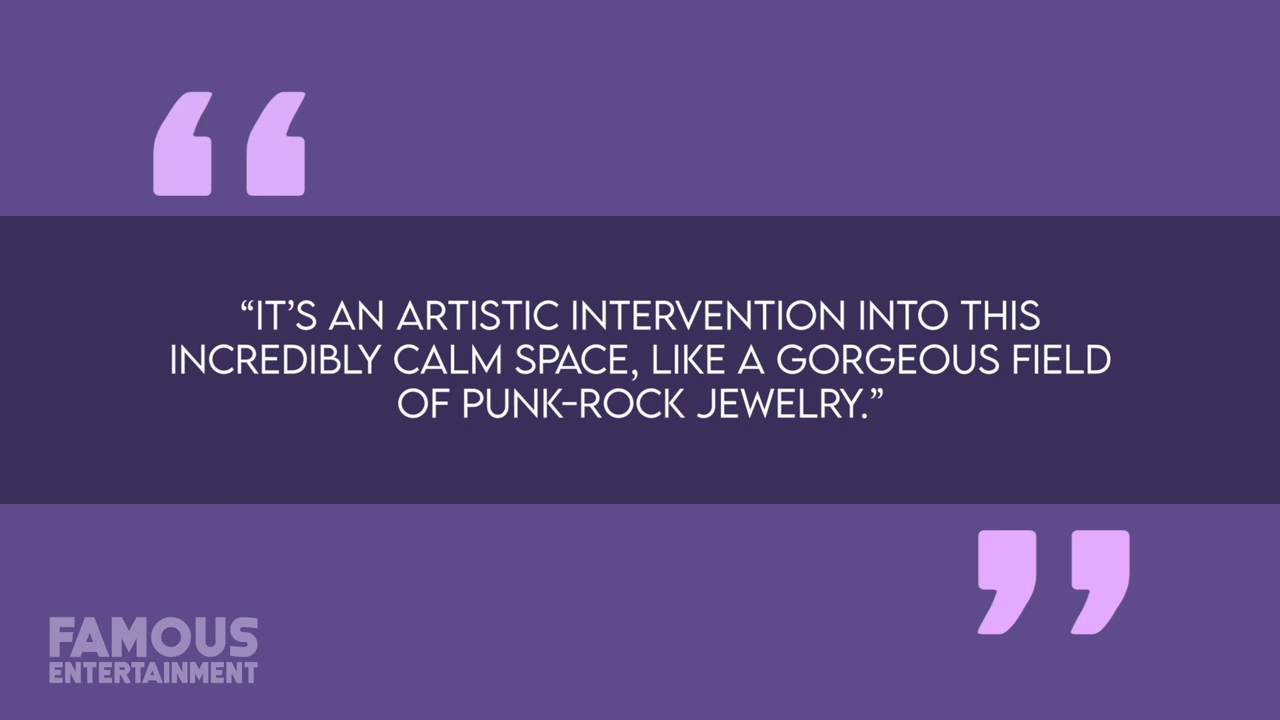 “IT’S AN ARTISTIC INTERVENTION INTO THIS
INCREDIBLY CALM SPACE, LIKE A GORGEOUS FIELD
OF PUNK-ROCK JEWELRY.”
FAMOUS
ENTERTAINMENT